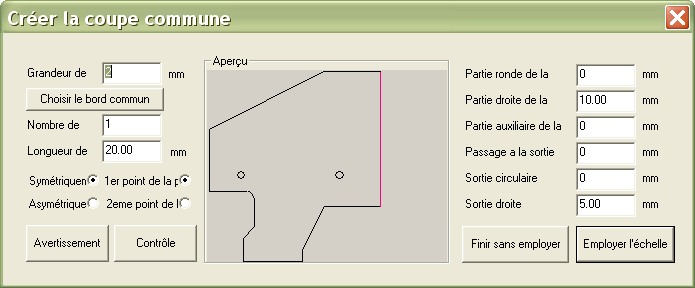 Créer la coupe commune
Aperçu
Grandeur de 2 mm
Choisir le bord commun
Nombre de 1
Longueur de 20.00 mm
Symétriquen 1er point de la p
Asymétrique 2eme point de l
Avertissement Contrôle
Partie ronde de la 0 mm
Partie droite de la 10.00 mm
Partie auxiliaire de la 0 mm
Passage a la sortie 0 mm
Sortie circulaire 0 mm
Sortie droite 5.00 mm
Finir sans employer Employer l'échelle